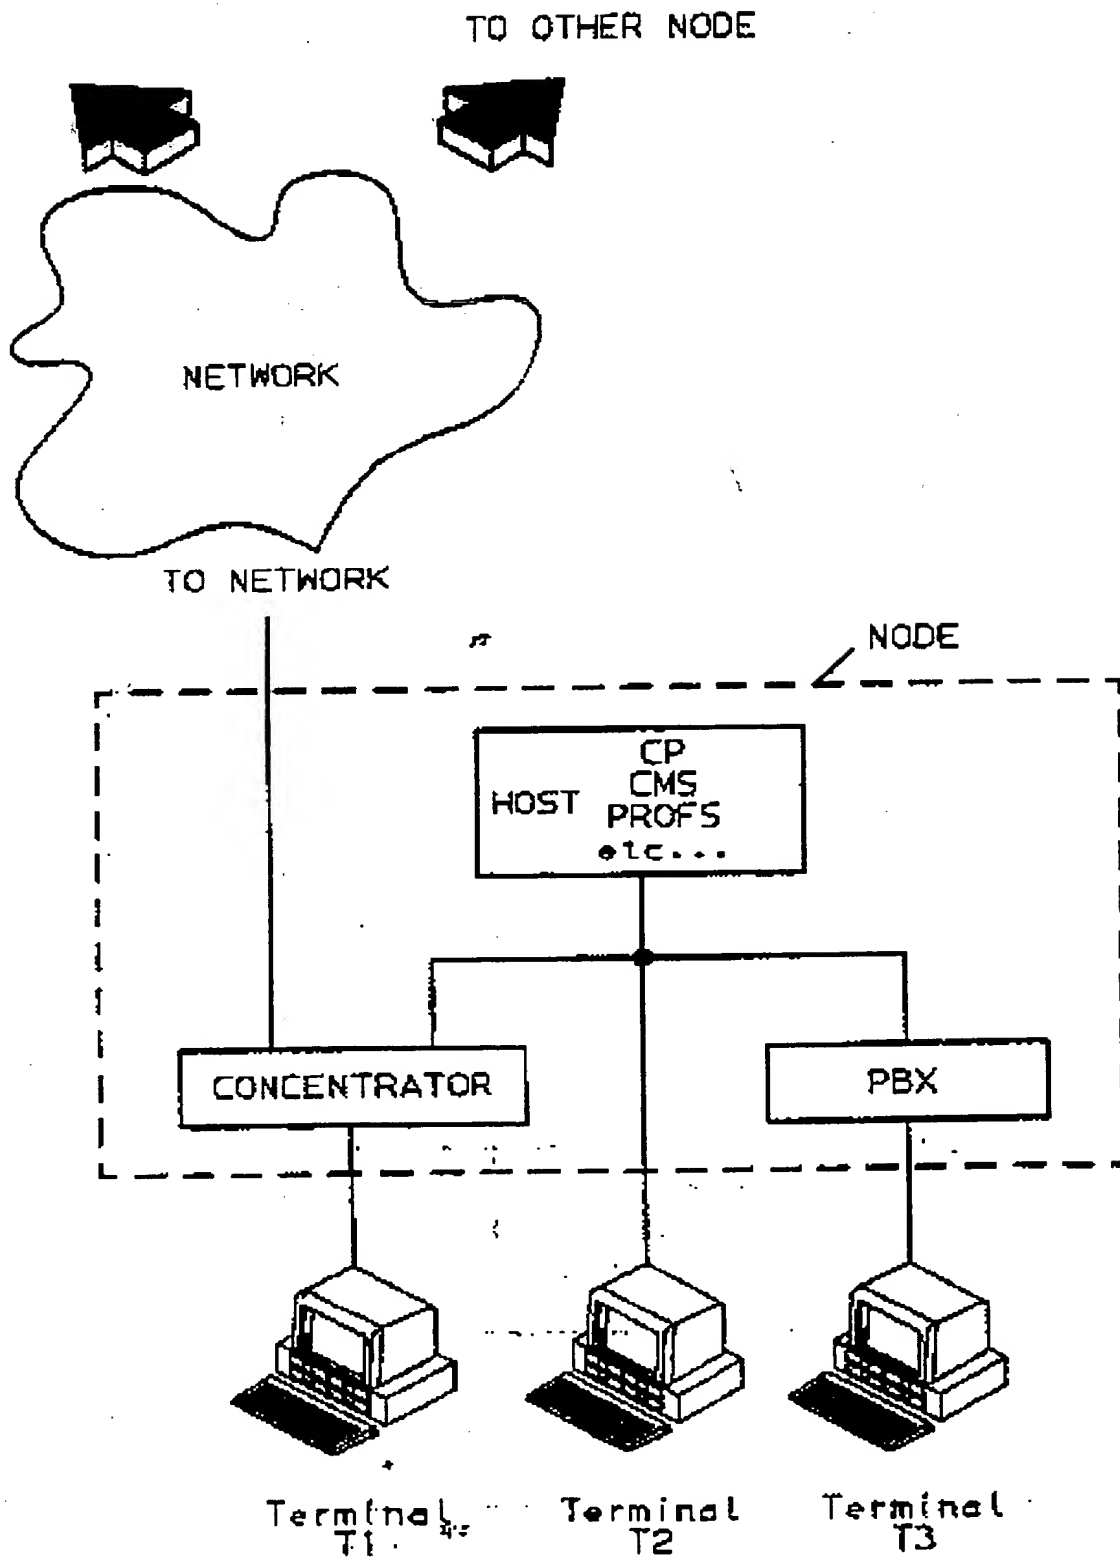 TO OTHER NODE
NETWORK
TO NETWORK
NODE
CP
CMS
HOST PROFS
etc...
CONCENTRATOR
PBX
Terminal
T1
Terminal
T2
Terminal
T3